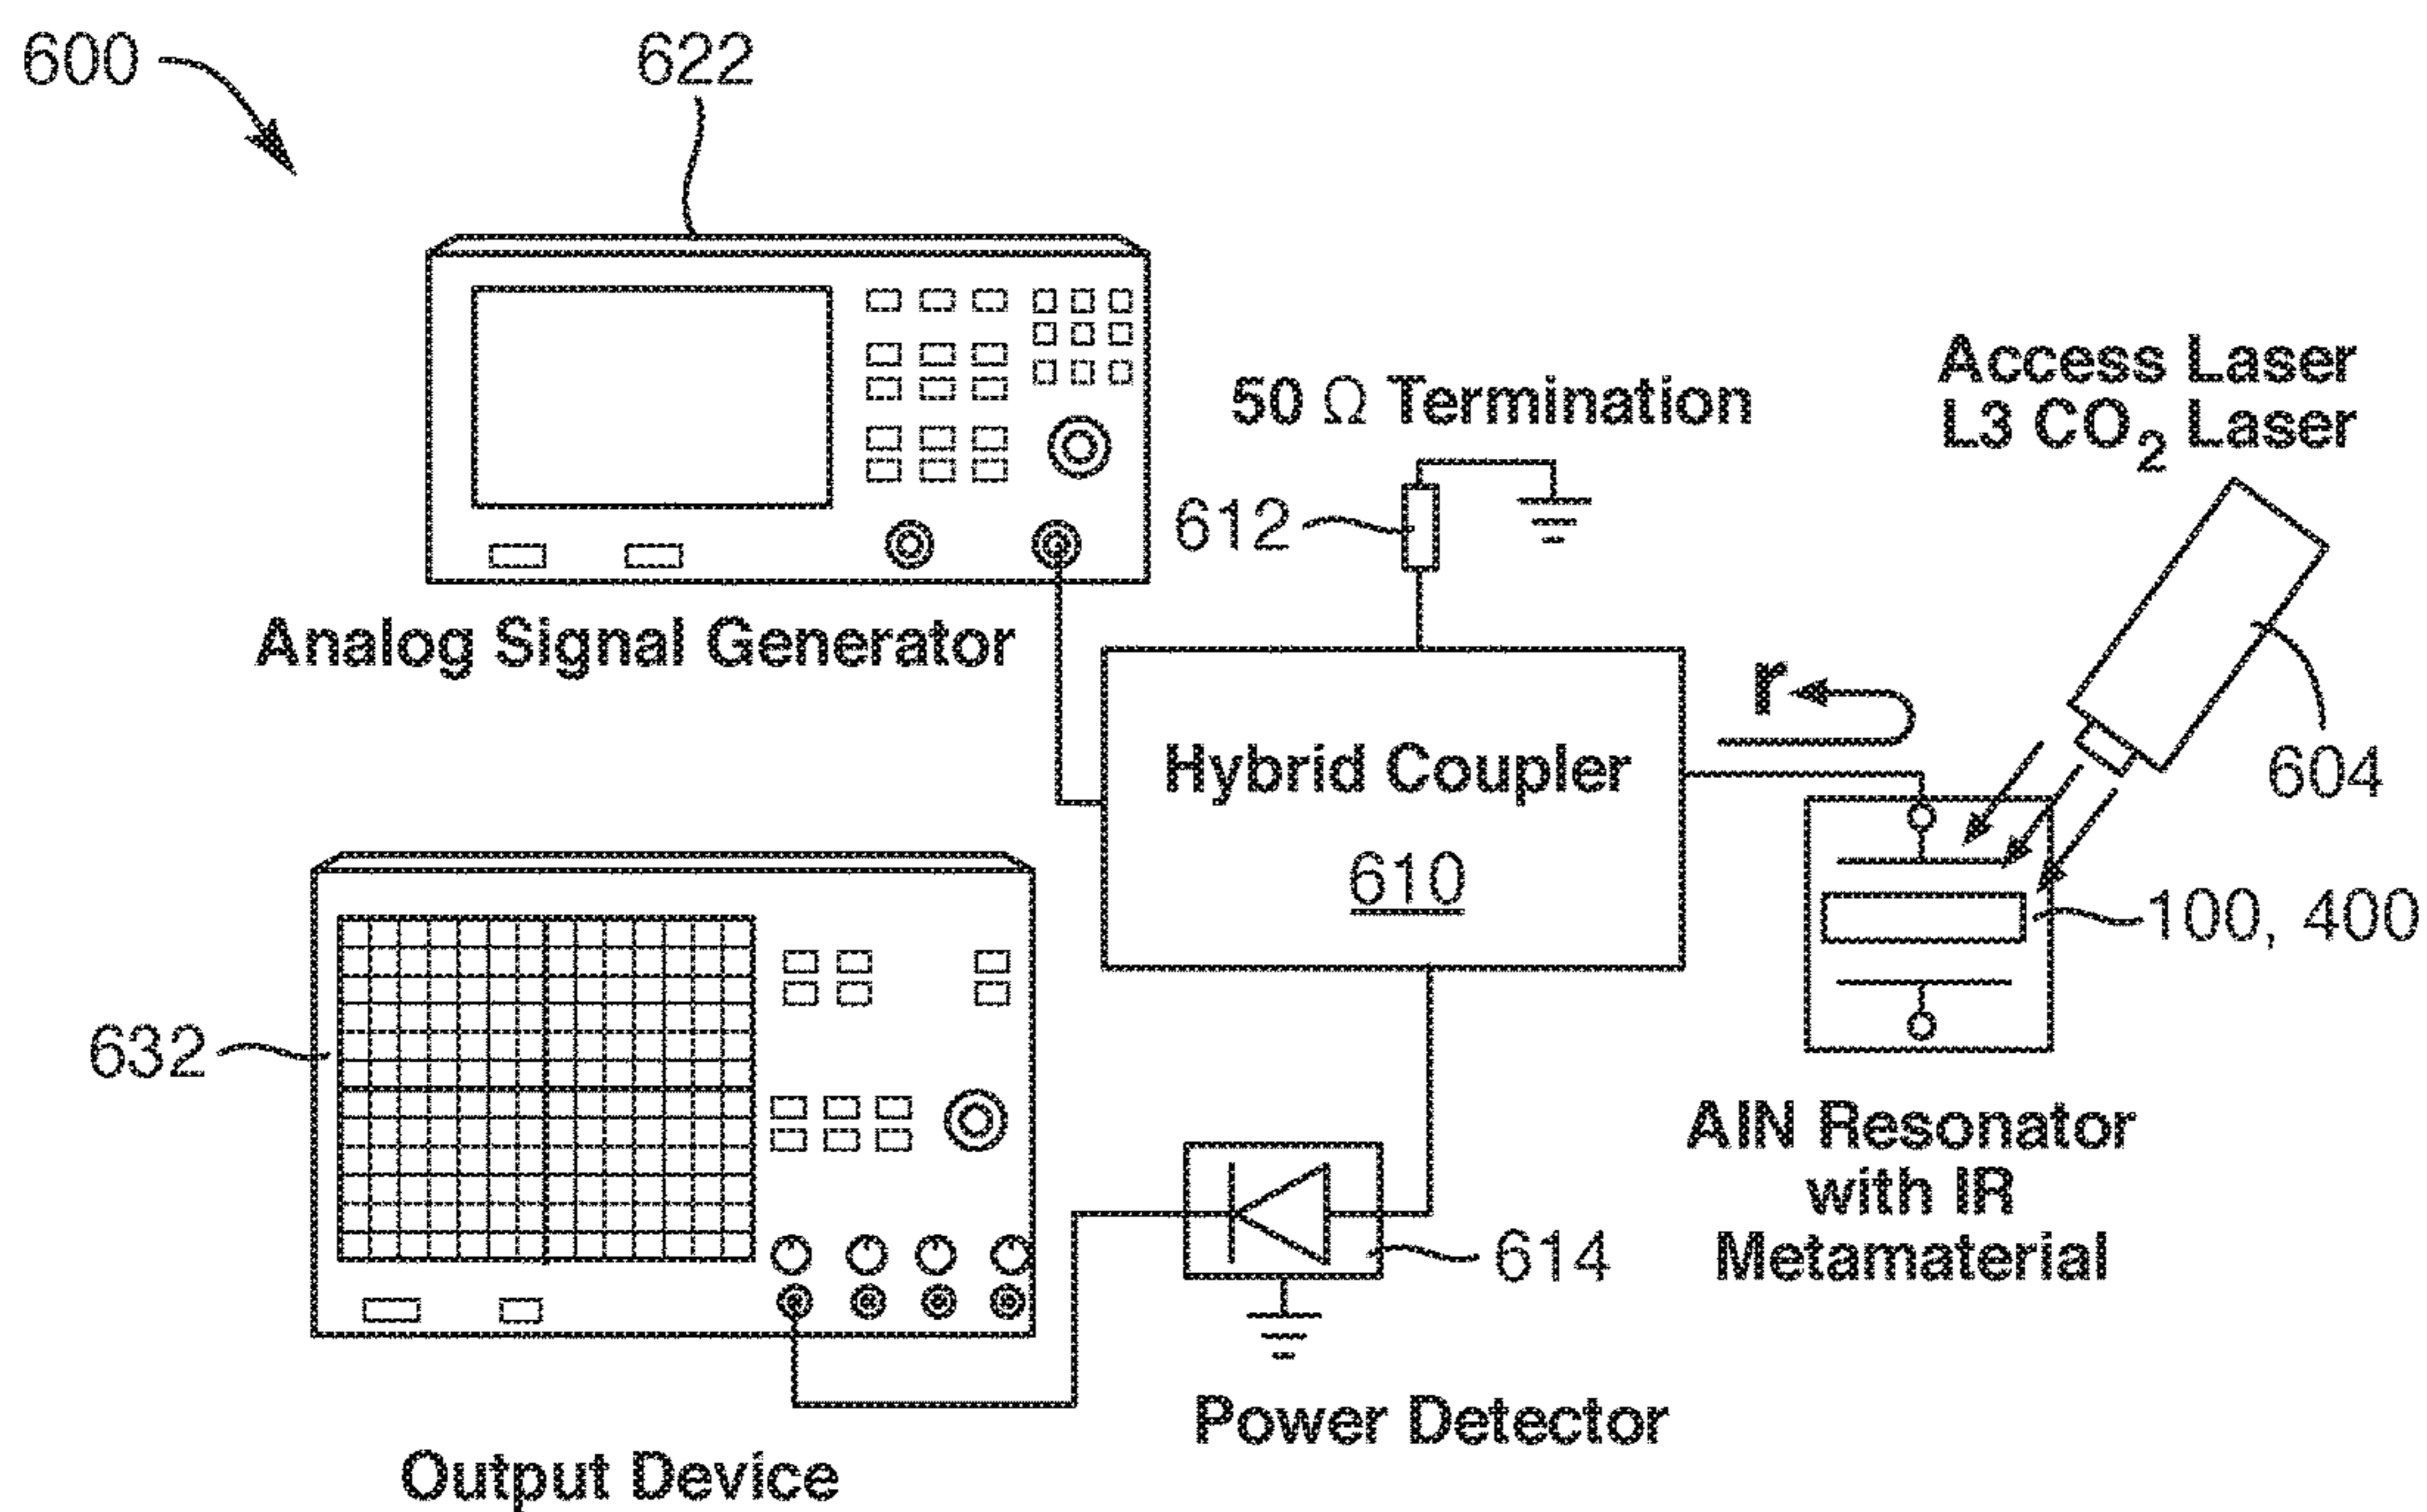 600
622
Analog Signal Generator
50 Ω Termination
612
Access Laser
L3 CO₂ Laser
604
r
Hybrid Coupler
610
100, 400
AIN Resonator
with IR
Metamaterial
632
614
Power Detector
Output Device